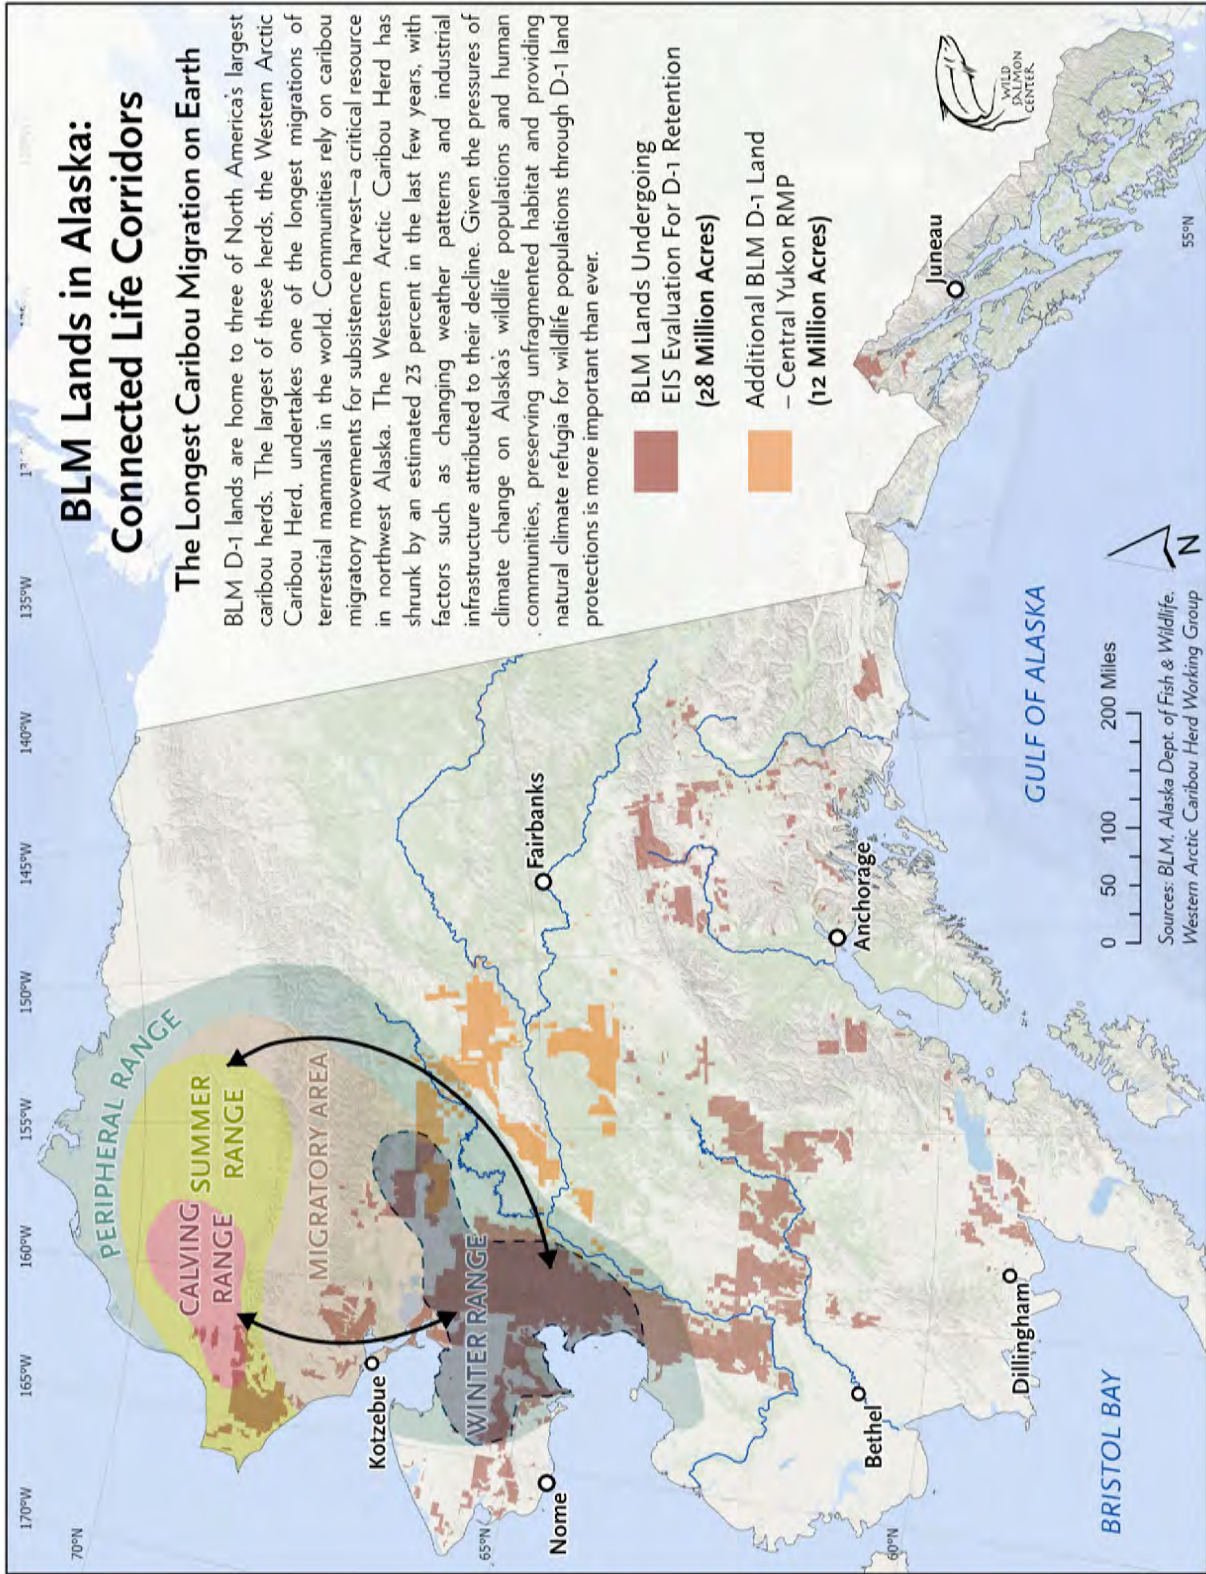 BLM Lands in Alaska:
Connected Life Corridors
The Longest Caribou Migration on Earth
BLM D-1 lands are home to three of North America's largest
caribou herds. The largest of these herds, the Western Arctic
Caribou Herd, undertakes one of the longest migrations of
terrestrial mammals in the world. Communities rely on caribou
migratory movements for subsistence harvest—a critical resource
in northwest Alaska. The Western Arctic Caribou Herd has
shrunk by an estimated 23 percent in the last few years, with
factors such as changing weather patterns and industrial
infrastructure attributed to their decline. Given the pressures of
climate change on Alaska's wildlife populations and human
communities, preserving unfragmented habitat and providing
natural climate refugia for wildlife populations through D-1 land
protections is more important than ever.
BLM Lands Undergoing
EIS Evaluation For D-1 Retention
(28 Million Acres)
Additional BLM D-1 Land
– Central Yukon RMP
(12 Million Acres)
WILD
SALMON
CENTER
170°W
165°W
160°W
155°W
150°W
145°W
140°W
135°W
70°N
65°N
60°N
55°N
PERIPHERAL RANGE
CALVING
RANGE
SUMMER
RANGE
MIGRATORY AREA
WINTER RANGE
Kotzebue
Nome
Fairbanks
Bethel
Anchorage
Dillingham
Juneau
BRISTOL BAY
GULF OF ALASKA
0 50 100 200 Miles
N
Sources: BLM, Alaska Dept. of Fish & Wildlife,
Western Arctic Caribou Herd Working Group